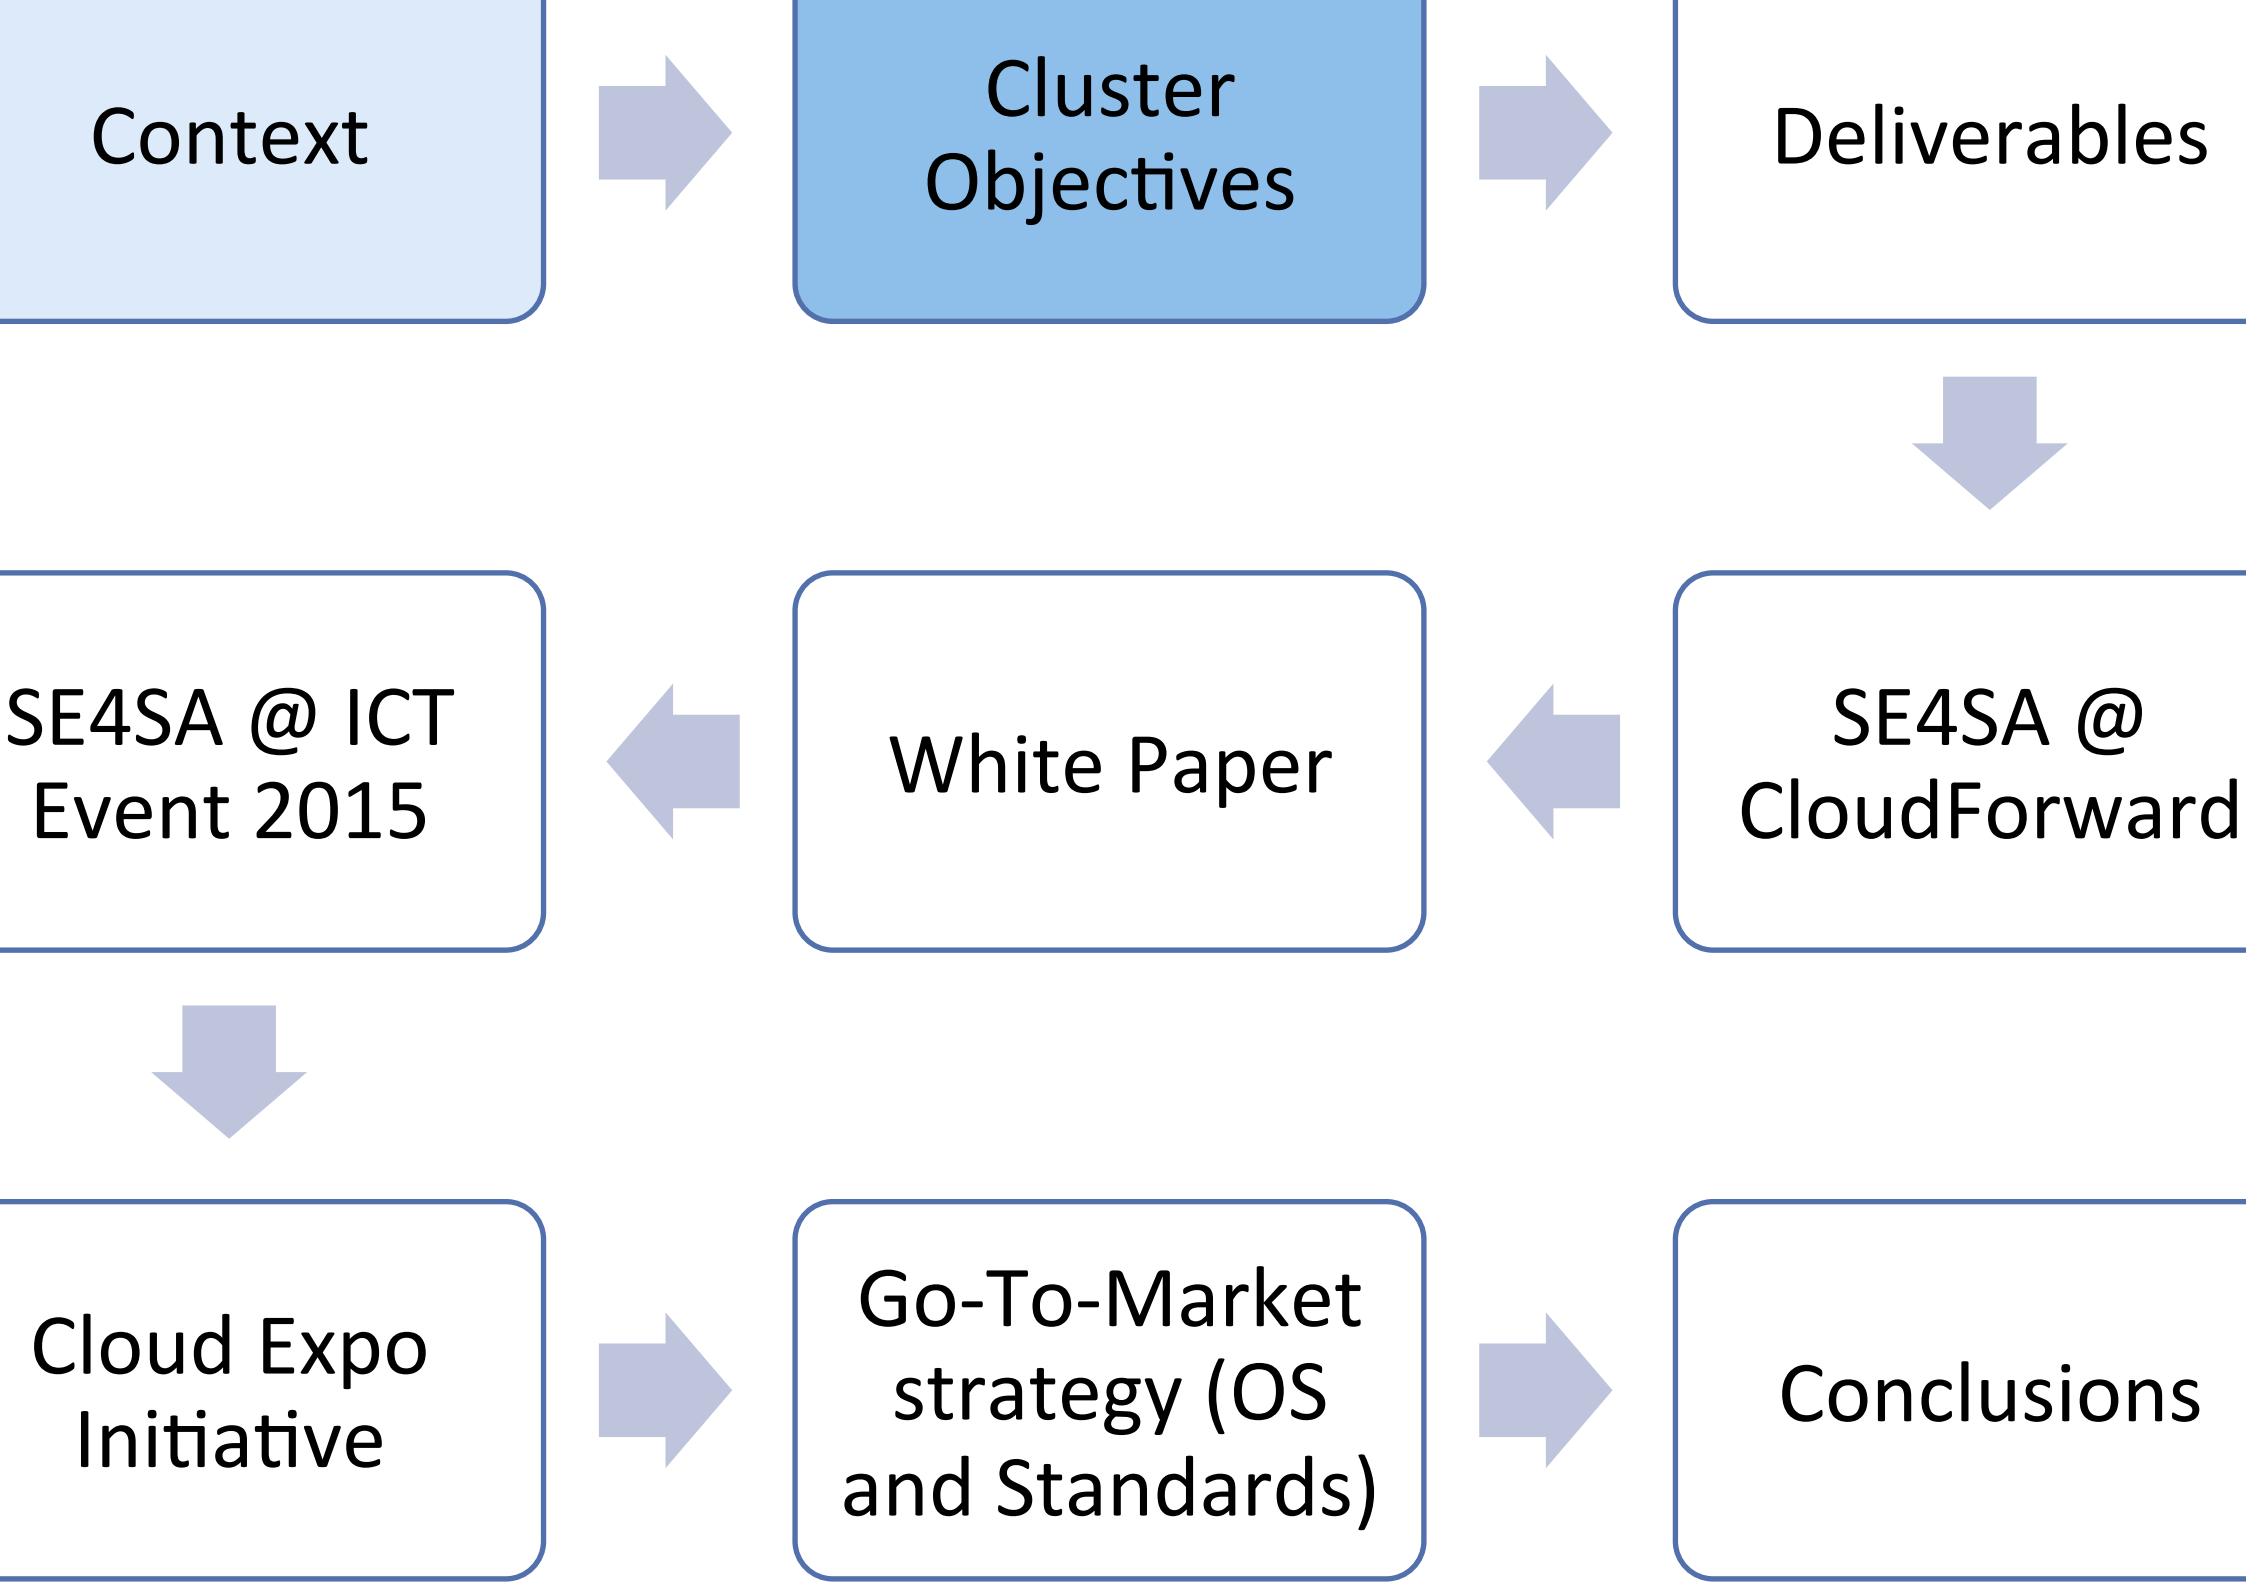 Context
Cluster
Objectives
Deliverables
SE4SA @
CloudForward
White Paper
SE4SA @ ICT
Event 2015
Cloud Expo
Initiative
Go-To-Market
strategy (OS
and Standards)
Conclusions